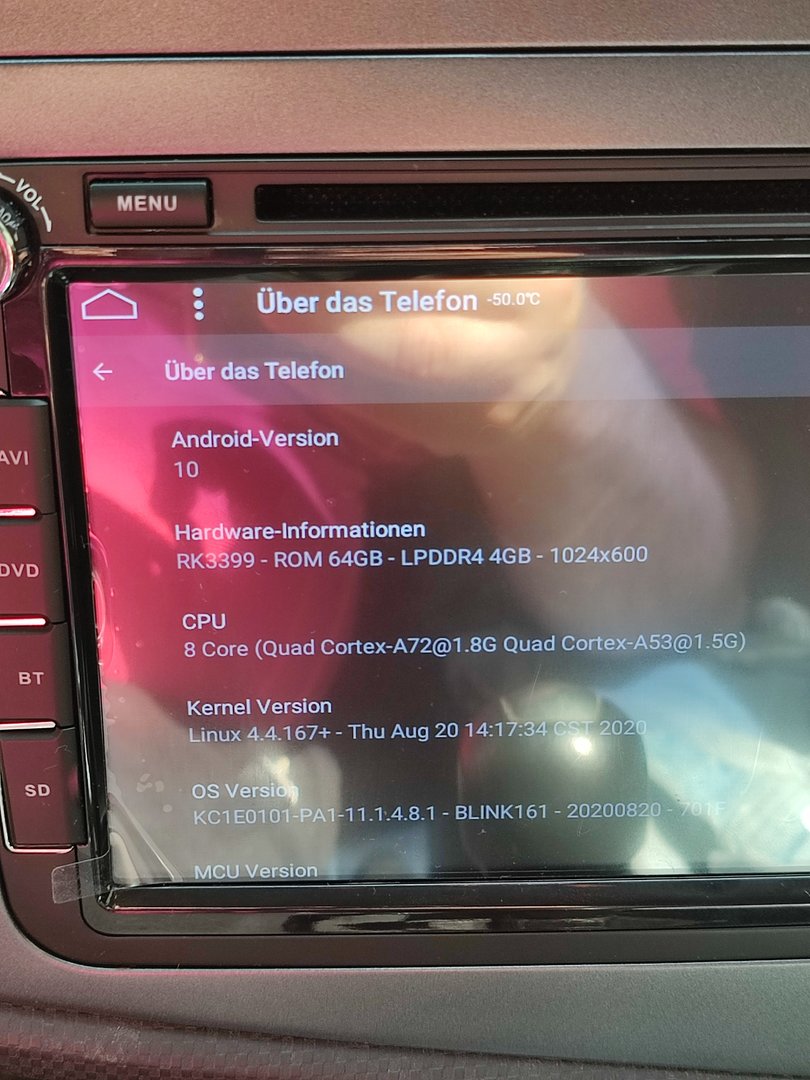 VOL
MENU
Über das Telefon -50.0°C
Über das Telefon
Android-Version
10
Hardware-Informationen
RK3399 - ROM 64GB - LPDDR4 4GB - 1024x600
CPU
8 Core (Quad Cortex-A72@1.8G Quad Cortex-A53@1.5G)
Kernel Version
Linux 4.4.167+ - Thu Aug 20 14:17:34 CST 2020
OS Version
KC1E0101-PA1-11.1.4.8.1 - BLINK161 - 20200820 - 701F
MCU Version
AVI
DVD
BT
SD